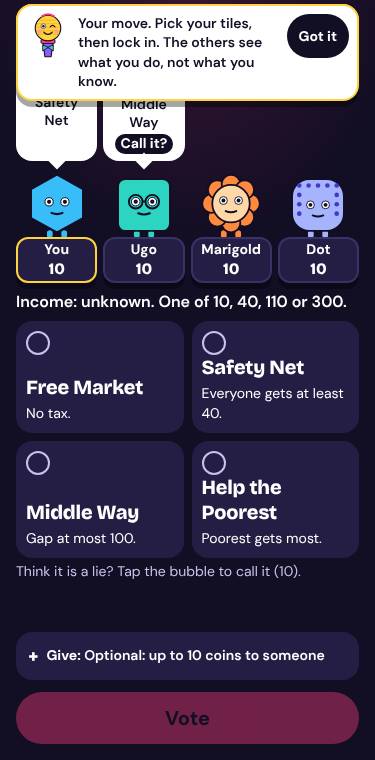 Your move. Pick your tiles,
then lock in. The others see
what you do, not what you
know.
Got it
Safety
Net
Middle
Way
Call it?
You
10
Ugo
10
Marigold
10
Dot
10
Income: unknown. One of 10, 40, 110 or 300.
Free Market
No tax.
Safety Net
Everyone gets at least
40.
Middle Way
Gap at most 100.
Help the
Poorest
Poorest gets most.
Think it is a lie? Tap the bubble to call it (10).
+ Give: Optional: up to 10 coins to someone
Vote